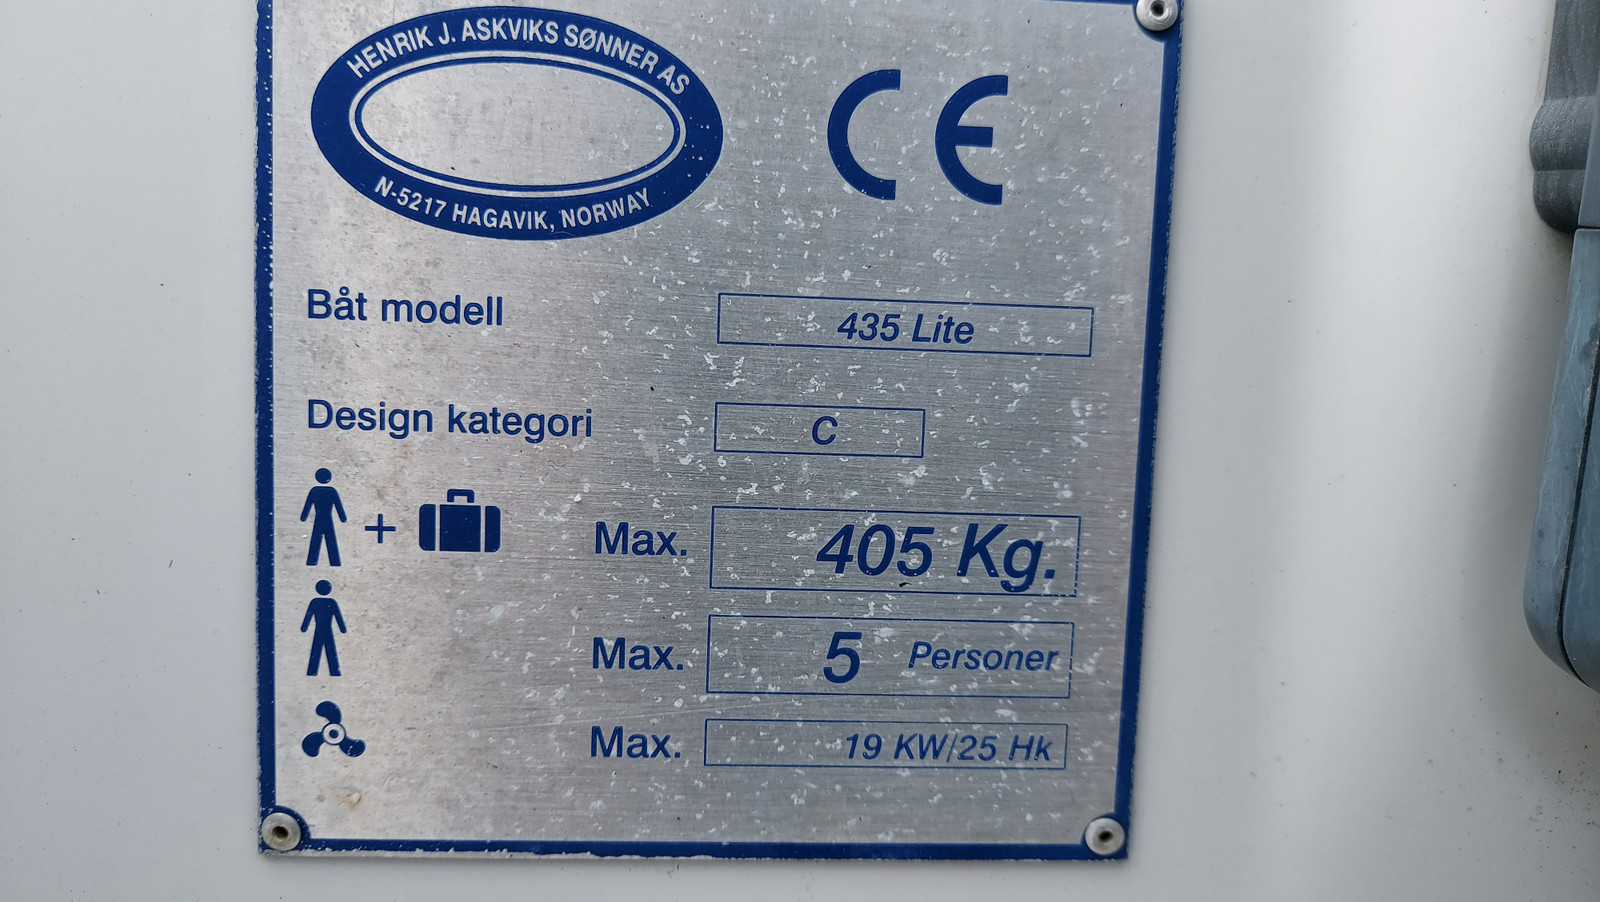 HENRIK J. ASKVIKS SØNNER AS
N-5217 HAGAVIK, NORWAY
CE
Båt modell 435 Lite
Design kategori C
+ Max. 405 Kg.
Max. 5 Personer
Max. 19 KW/25 Hk